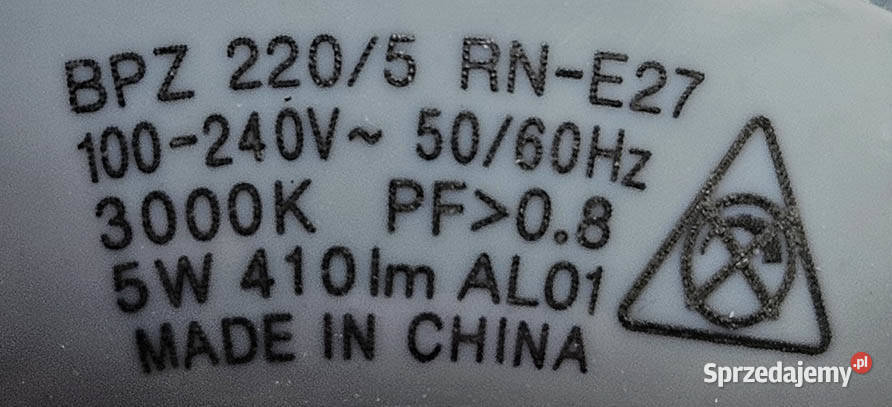 BPZ 220/5 RN-E27
100-240V~ 50/60Hz
3000K PF>0.8
5W 410lm AL01
MADE IN CHINA
Sprzedajemy.pl